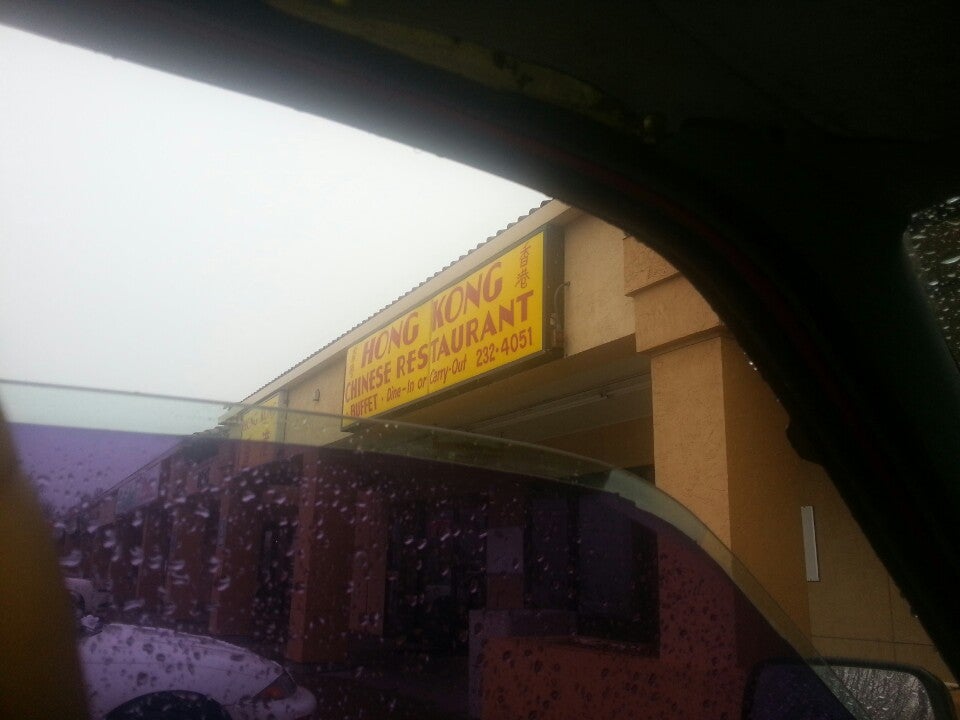 HONG KONG 香港
CHINESE RESTAURANT
BUFFET · Dine-In or Carry-Out 232·4051